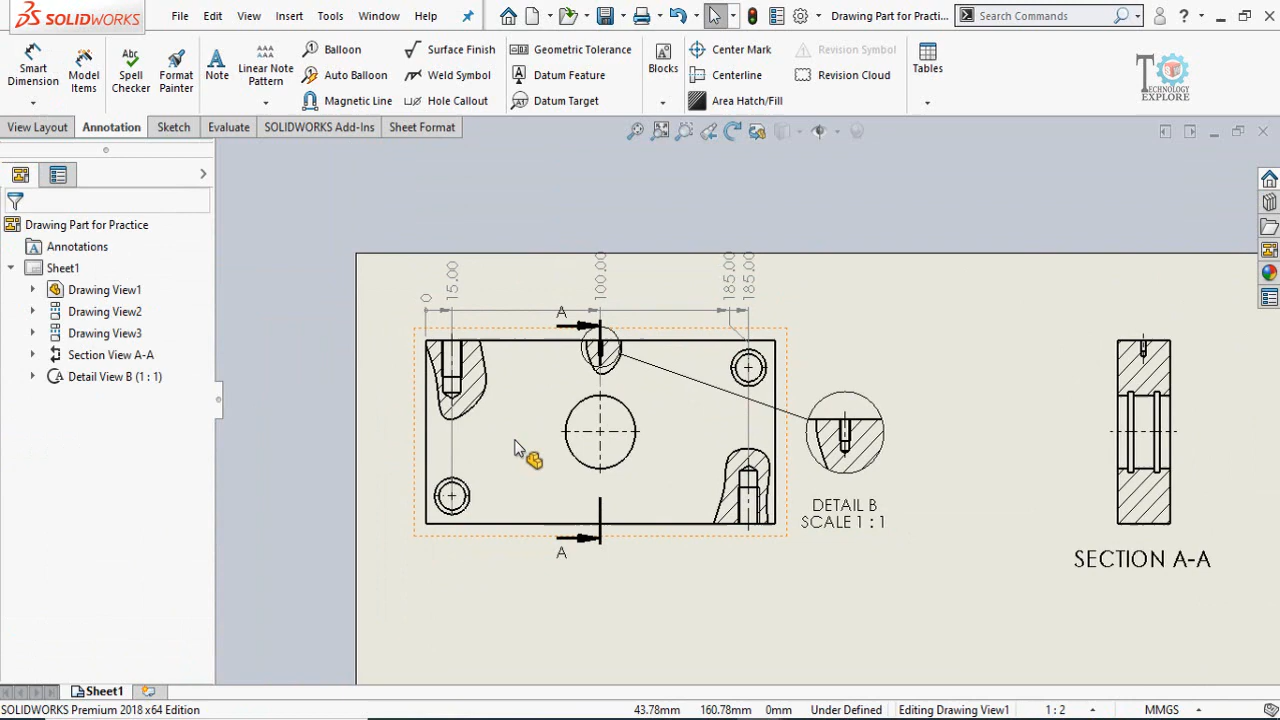 SOLIDWORKS
File Edit View Insert Tools Window Help
Drawing Part for Practi...
Search Commands
?
Smart Dimension
Model Items
Abc
Spell Checker
Format Painter
A
Note
AAA
AAA
Linear Note Pattern
Balloon
Auto Balloon
Magnetic Line
Surface Finish
Weld Symbol
Hole Callout
Geometric Tolerance
Datum Feature
Datum Target
Blocks
Center Mark
Centerline
Area Hatch/Fill
Revision Symbol
Revision Cloud
Tables
TECHNOLOGY
EXPLORE
View Layout Annotation Sketch Evaluate SOLIDWORKS Add-Ins Sheet Format
Drawing Part for Practice
Annotations
Sheet1
Drawing View1
Drawing View2
Drawing View3
Section View A-A
Detail View B (1 : 1)
0
15.00
100.00
185.00
185.00
A
A
DETAIL B
SCALE 1 : 1
SECTION A-A
Sheet1
SOLIDWORKS Premium 2018 x64 Edition
43.78mm 160.78mm 0mm Under Defined Editing Drawing View1 1 : 2 MMGS